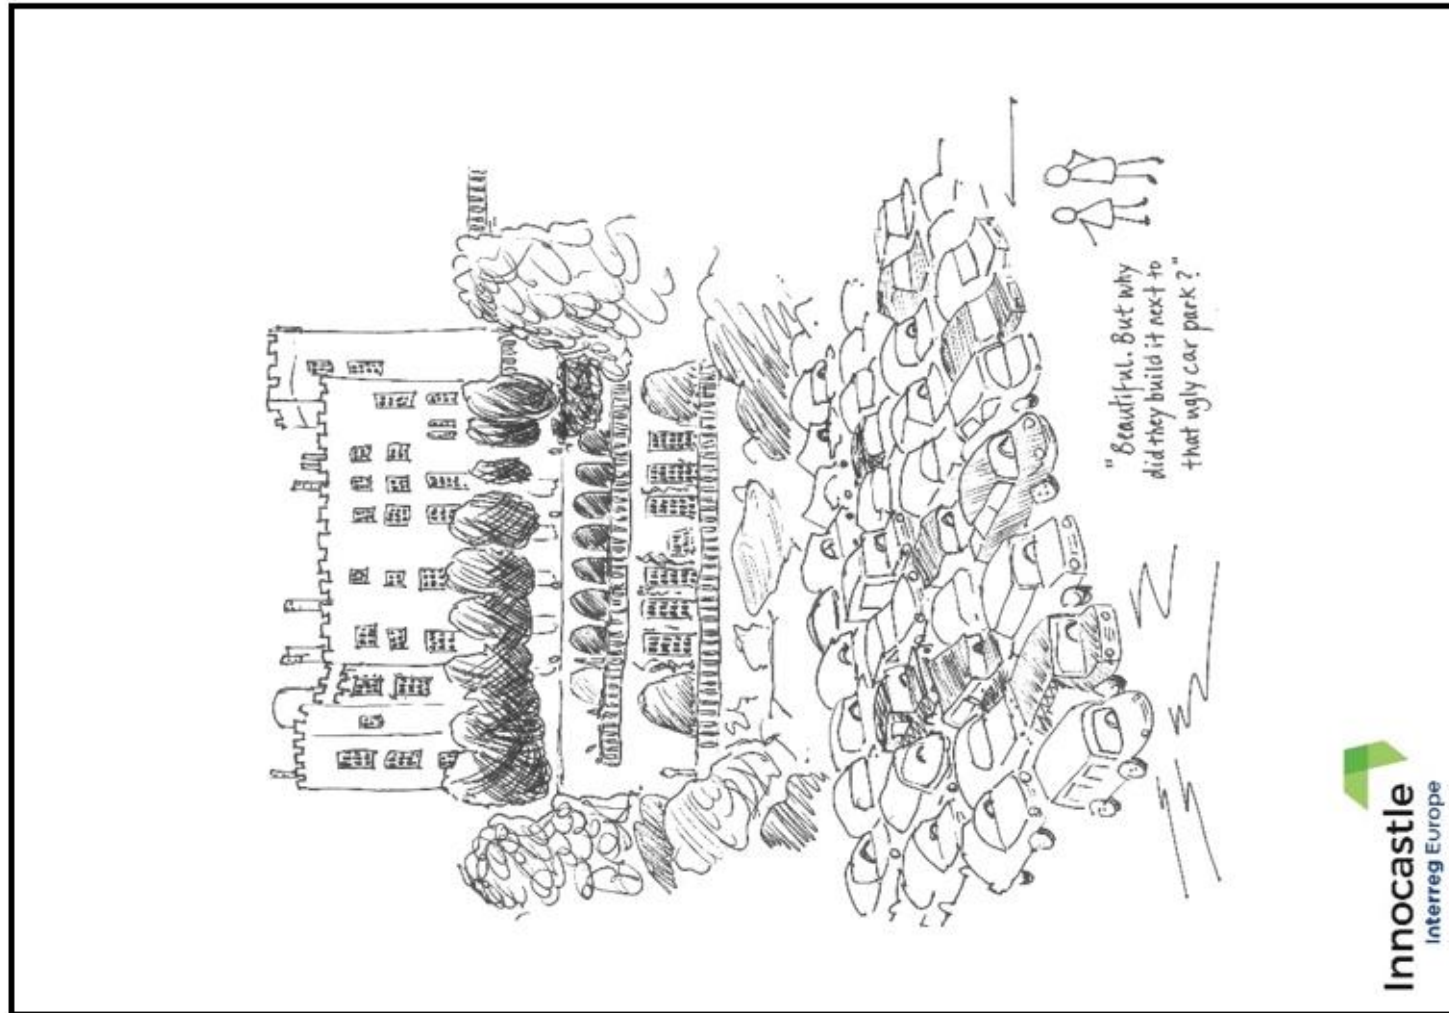 "Beautiful. But why
did they build it next to
that ugly car park?"
Innocastle
Interreg Europe